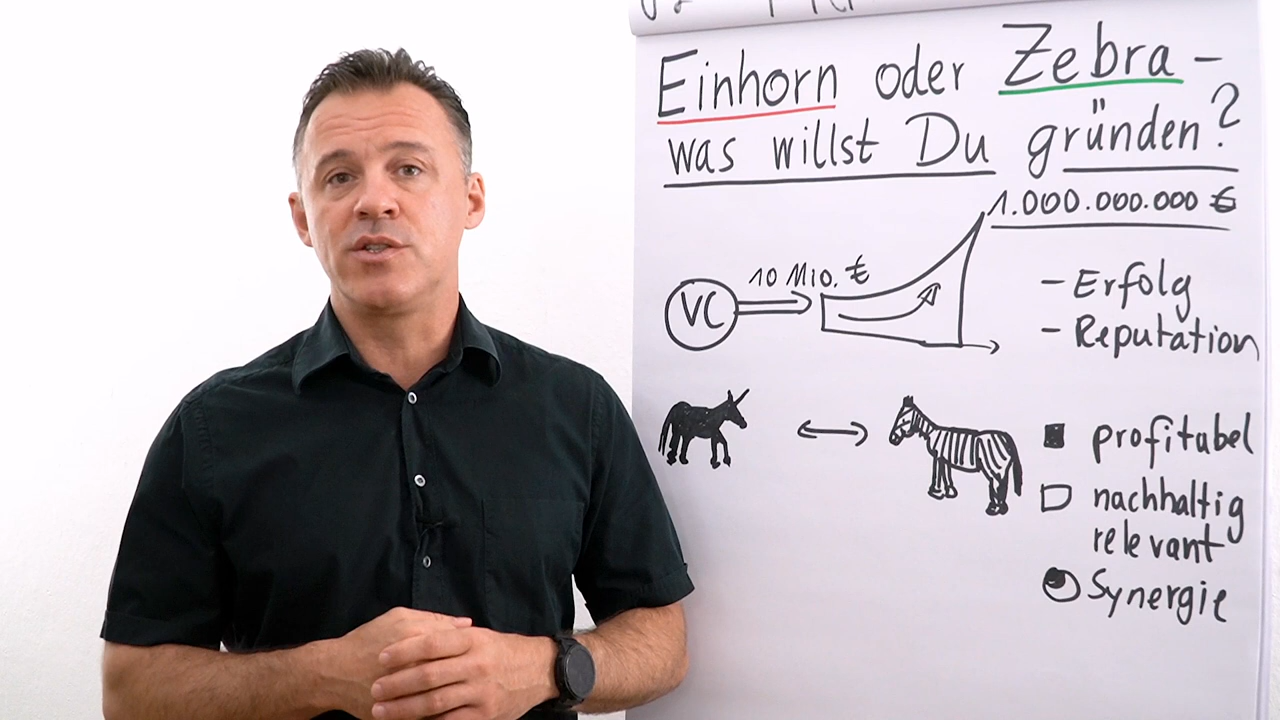 Einhorn oder Zebra -
was willst Du gründen?
1.000.000.000 €
10 Mio. €
VC
- Erfolg
- Reputation
profitabel
nachhaltig
relevant
Synergie